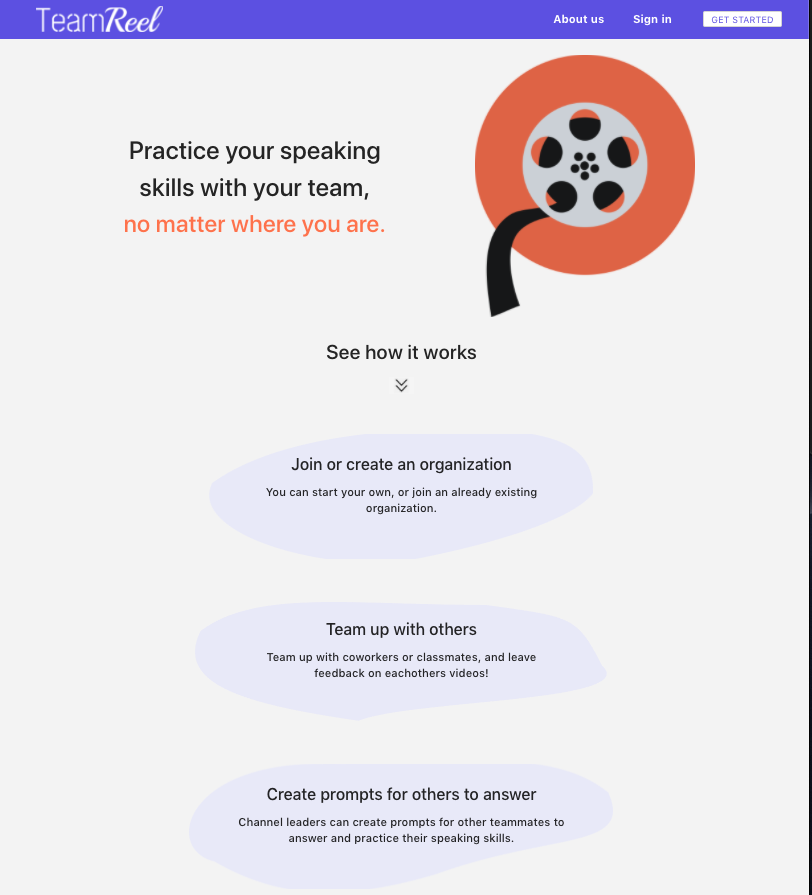 TeamReel
About us
Sign in
GET STARTED
Practice your speaking
skills with your team,
no matter where you are.
See how it works
Join or create an organization
You can start your own, or join an already existing
organization.
Team up with others
Team up with coworkers or classmates, and leave
feedback on eachothers videos!
Create prompts for others to answer
Channel leaders can create prompts for other teammates to
answer and practice their speaking skills.